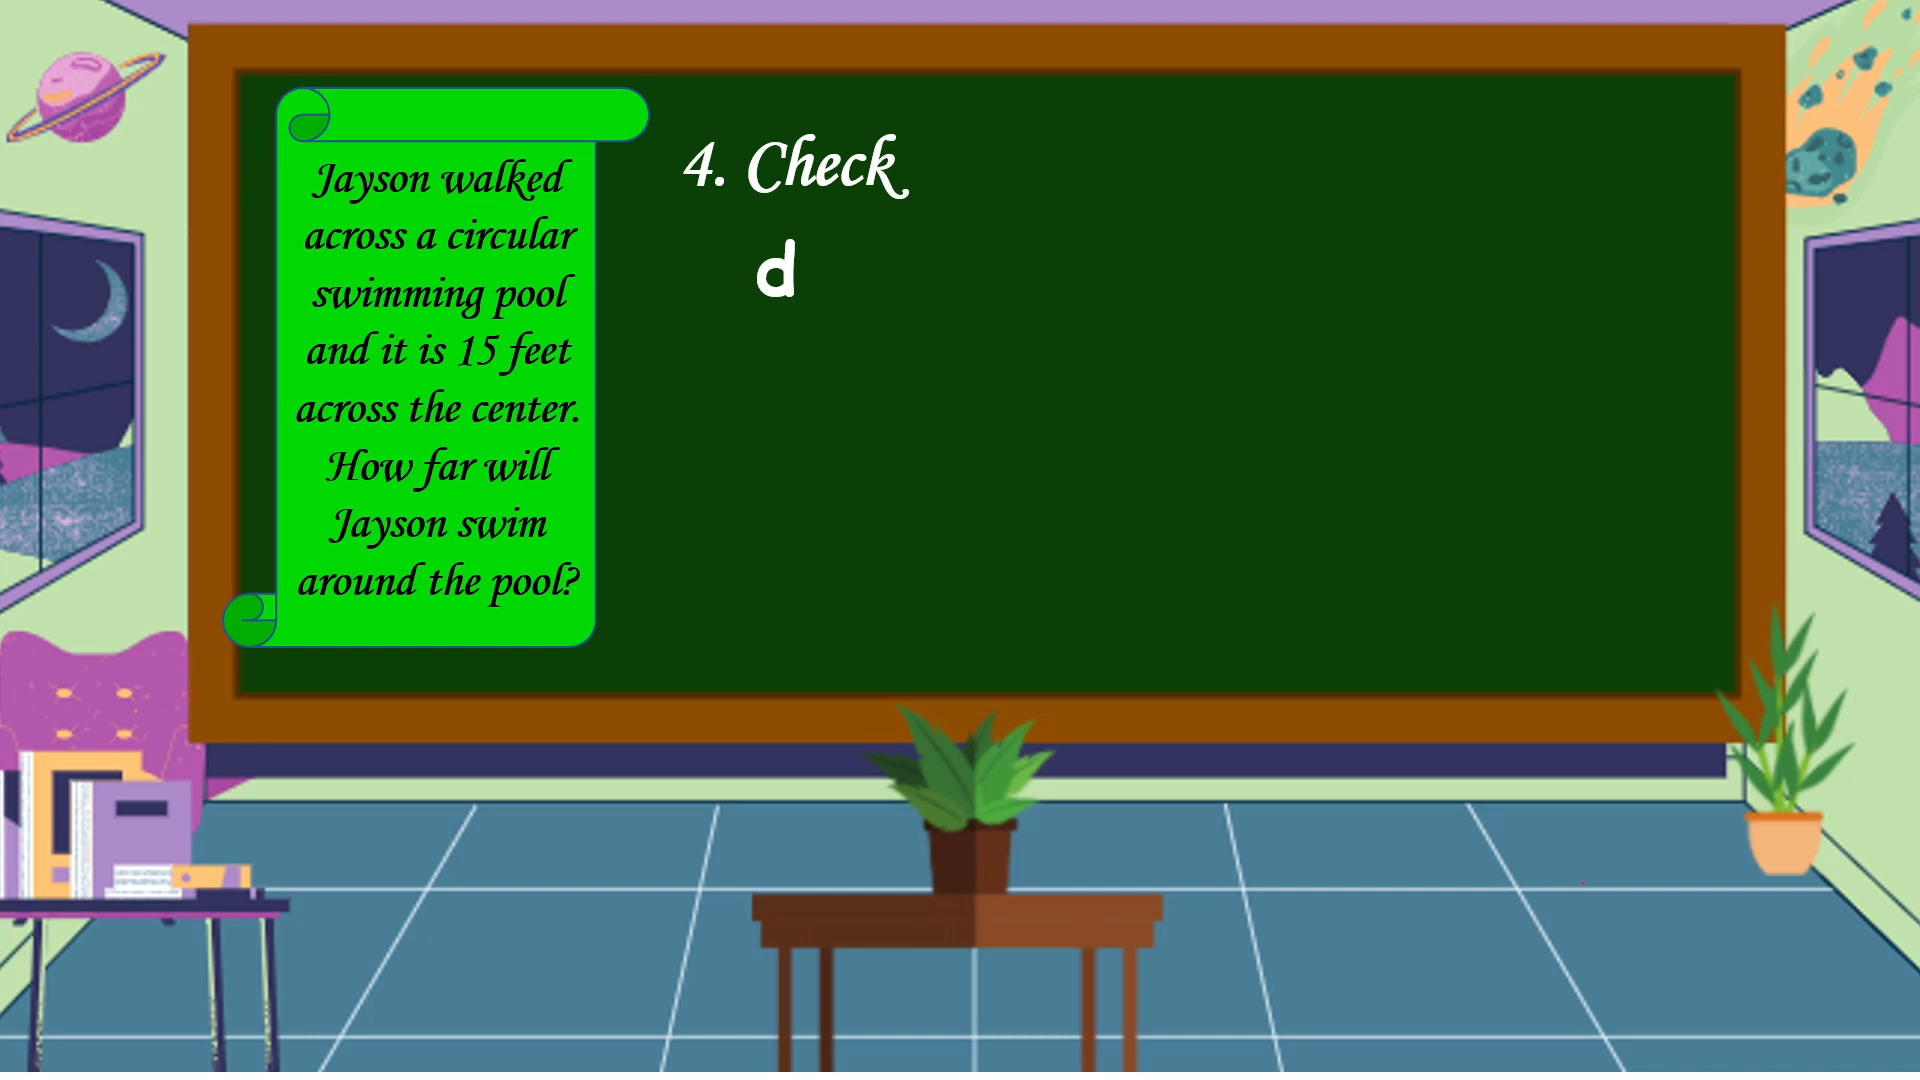 Jayson walked
across a circular
swimming pool
and it is 15 feet
across the center.
How far will
Jayson swim
around the pool?
4. Check
d